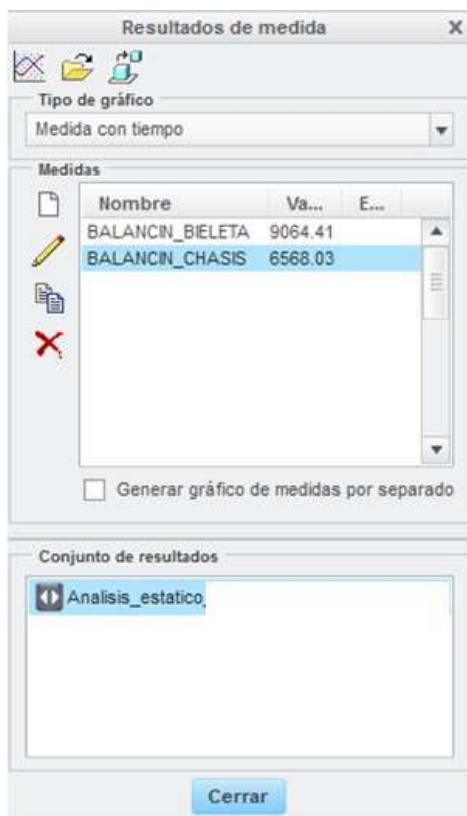 Resultados de medida
Tipo de gráfico
Medida con tiempo
Medidas
Nombre Va... E...
BALANCIN_BIELETA 9064.41
BALANCIN_CHASIS 6568.03
Generar gráfico de medidas por separado
Conjunto de resultados
Analisis_estatico_
Cerrar